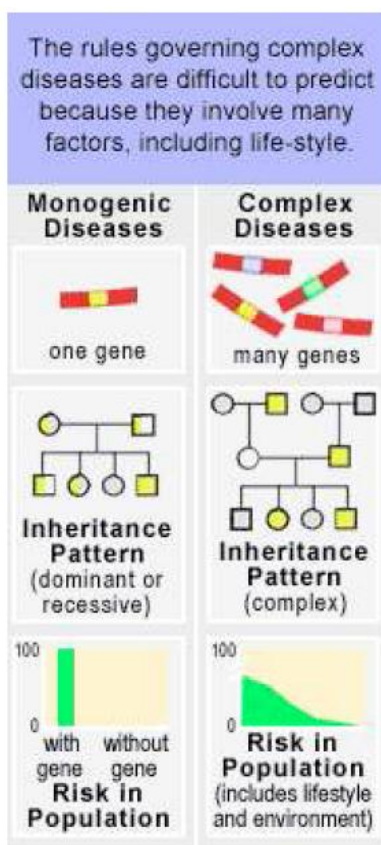 The rules governing complex
diseases are difficult to predict
because they involve many
factors, including life-style.
Monogenic
Diseases
one gene
Inheritance
Pattern
(dominant or
recessive)
100
0
with
gene
without
gene
Risk in
Population
Complex
Diseases
many genes
Inheritance
Pattern
(complex)
100
0
Risk in
Population
(includes lifestyle
and environment)